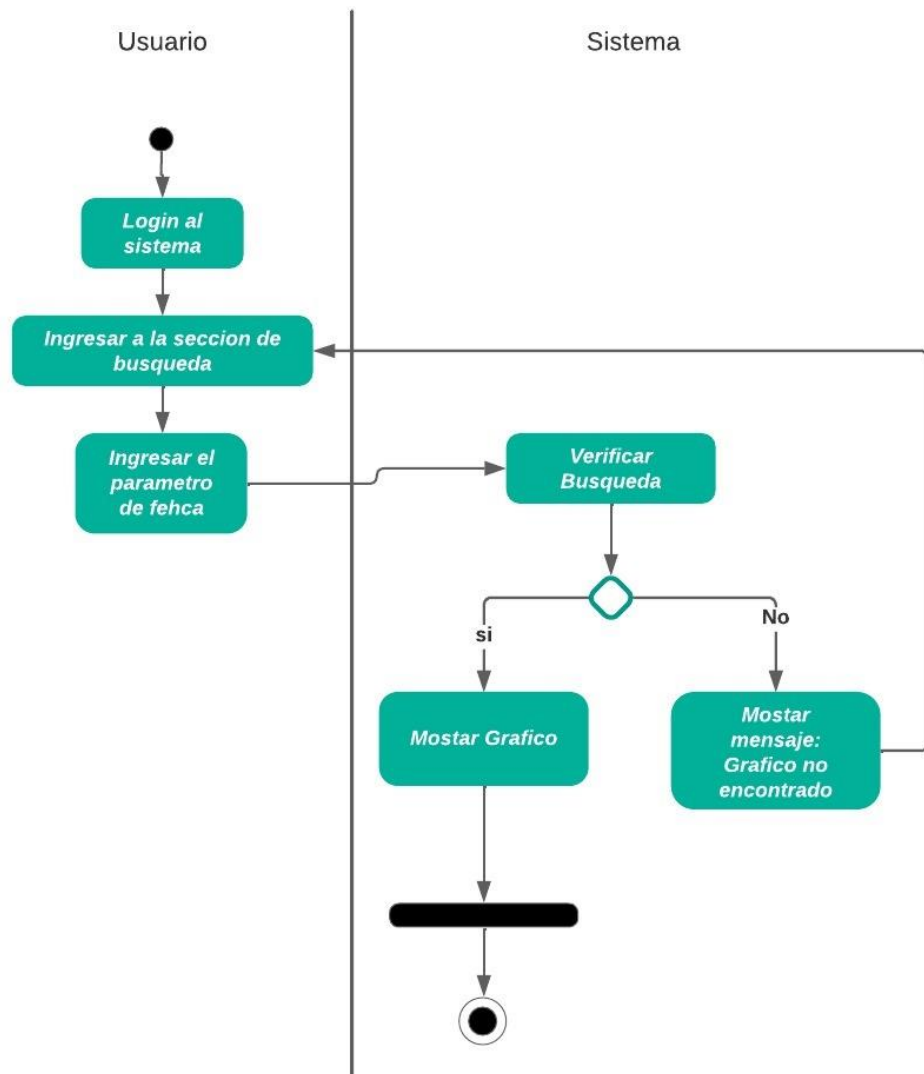 Usuario
Sistema
Login al
sistema
Ingresar a la seccion de
busqueda
Ingresar el
parametro
de fehca
Verificar
Busqueda
si
No
Mostar Grafico
Mostar
mensaje:
Grafico no
encontrado